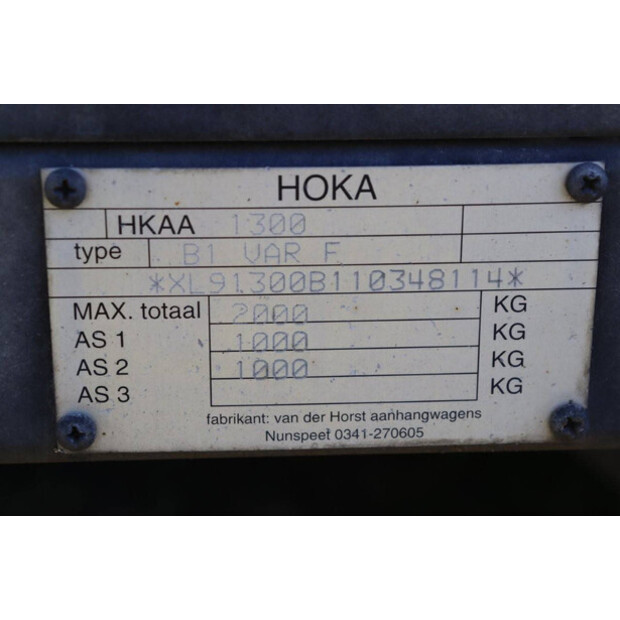 HOKA
HKAA 1300
type B1 VAR F
*XL91300B110348114*
MAX. totaal 2000 KG
AS 1 1000 KG
AS 2 1000 KG
AS 3 KG
fabrikant: van der Horst aanhangwagens
Nunspeet 0341-270605